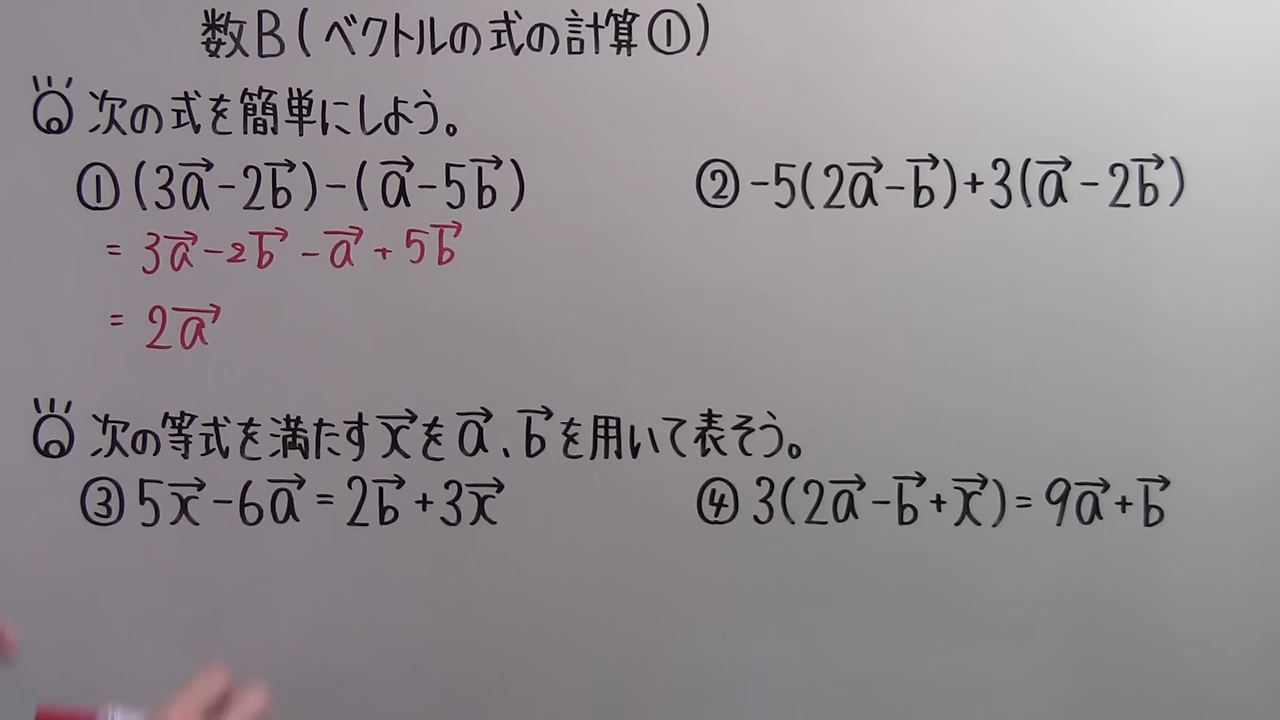 数B(ベクトルの式の計算①)
次の式を簡単にしよう。
①(3a→-2b→)-(a→-5b→)
②-5(2a→-b→)+3(a→-2b→)
= 3a→-2b→-a→+5b→
= 2a→
次の等式を満たすx→をa→、b→を用いて表そう。
③5x→-6a→=2b→+3x→
④3(2a→-b→+x→)=9a→+b→